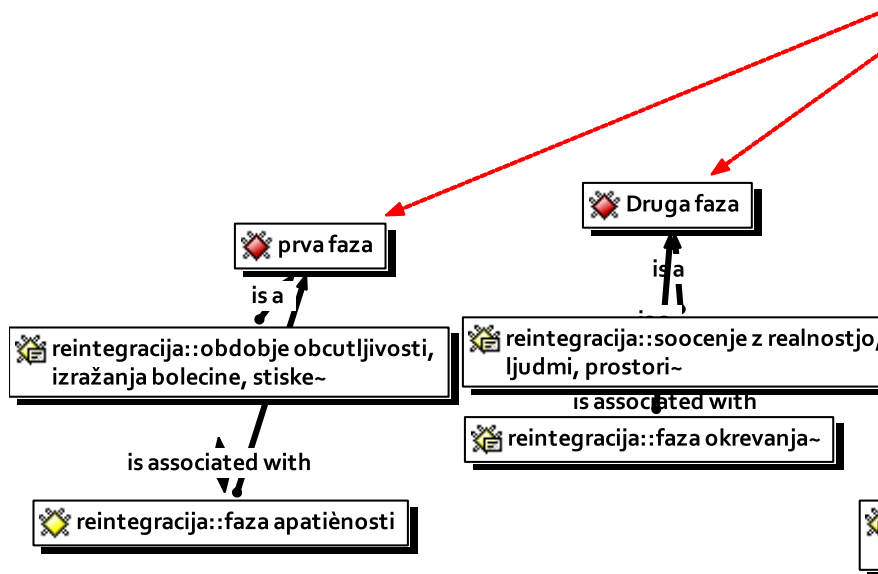 Druga faza
prva faza
is a
is a
reintegracija::obdobje obcutljivosti,
izražanja bolecine, stiske~
reintegracija::soocenje z realnostjo,
ljudmi, prostori~
is associated with
reintegracija::faza okrevanja~
is associated with
reintegracija::faza apatiènosti